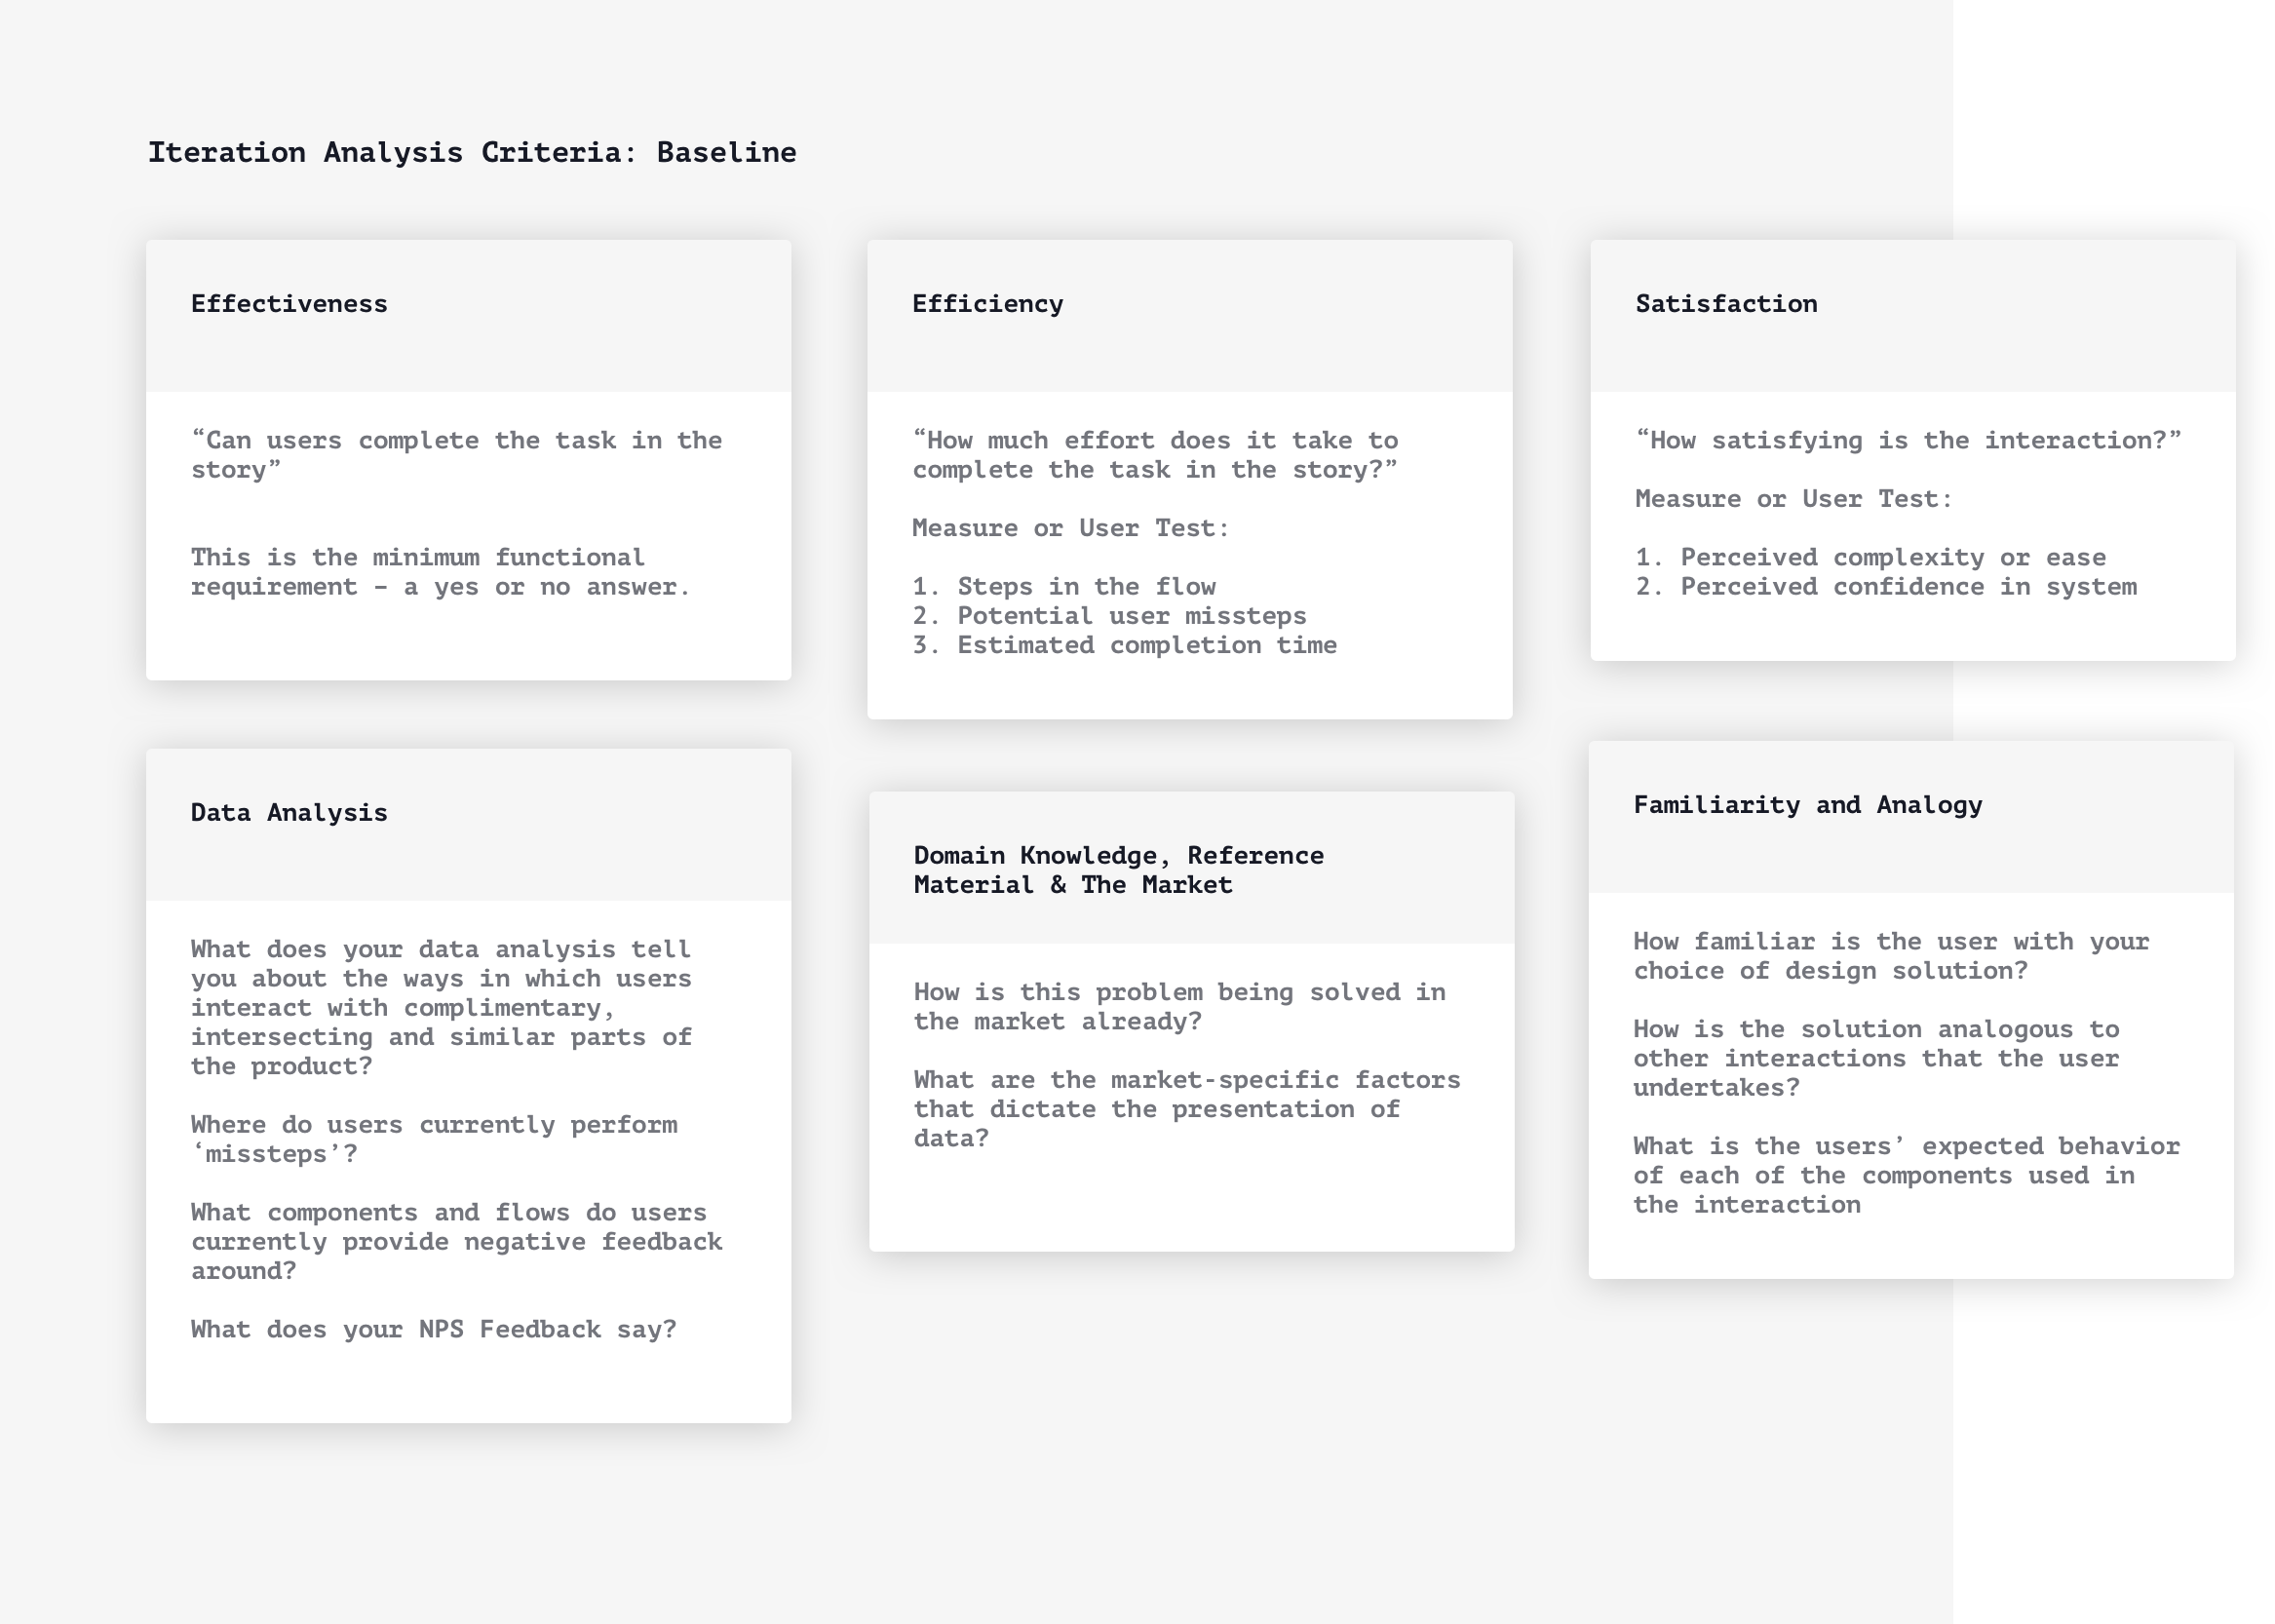 Iteration Analysis Criteria: Baseline
Effectiveness
“Can users complete the task in the
story”
This is the minimum functional
requirement – a yes or no answer.
Efficiency
“How much effort does it take to
complete the task in the story?”
Measure or User Test:
1. Steps in the flow
2. Potential user missteps
3. Estimated completion time
Satisfaction
“How satisfying is the interaction?”
Measure or User Test:
1. Perceived complexity or ease
2. Perceived confidence in system
Data Analysis
What does your data analysis tell
you about the ways in which users
interact with complimentary,
intersecting and similar parts of
the product?
Where do users currently perform
‘missteps’?
What components and flows do users
currently provide negative feedback
around?
What does your NPS Feedback say?
Domain Knowledge, Reference
Material & The Market
How is this problem being solved in
the market already?
What are the market-specific factors
that dictate the presentation of
data?
Familiarity and Analogy
How familiar is the user with your
choice of design solution?
How is the solution analogous to
other interactions that the user
undertakes?
What is the users’ expected behavior
of each of the components used in
the interaction